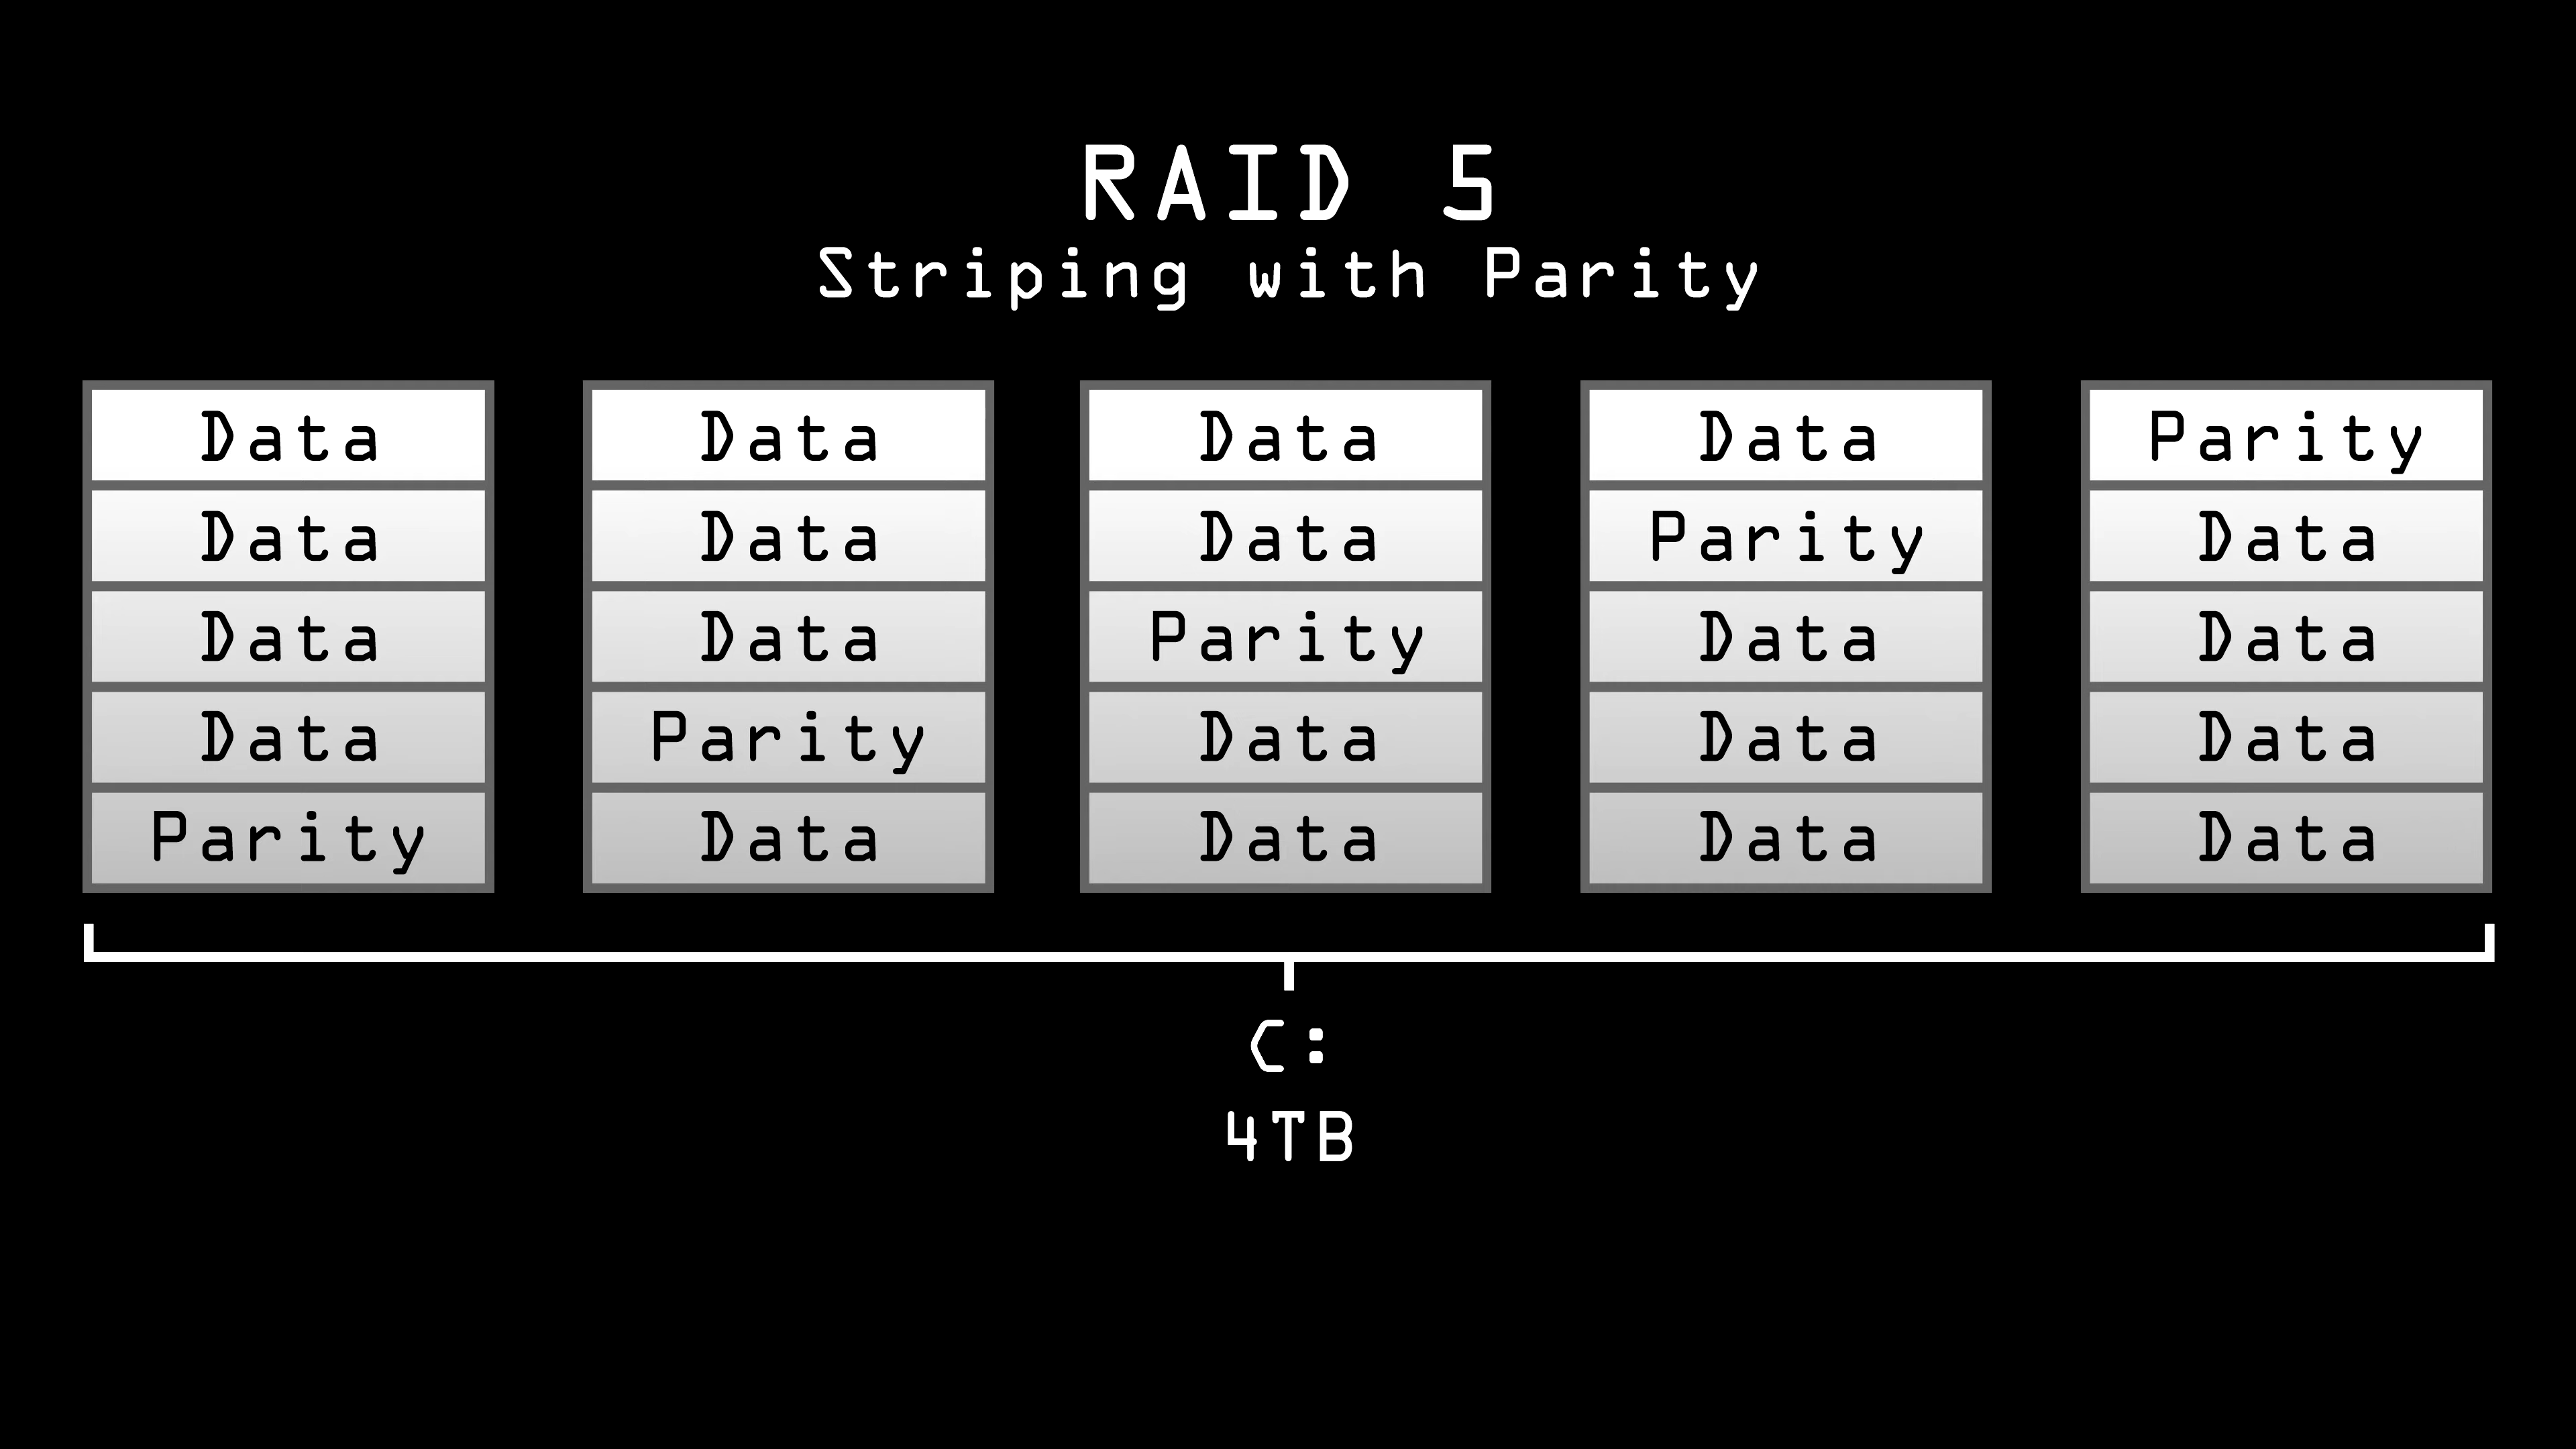 RAID 5
Striping with Parity
Data Data Data Data Parity
Data Data Data Parity Data
Data Data Parity Data Data
Data Parity Data Data Data
Parity Data Data Data Data
C:
4TB